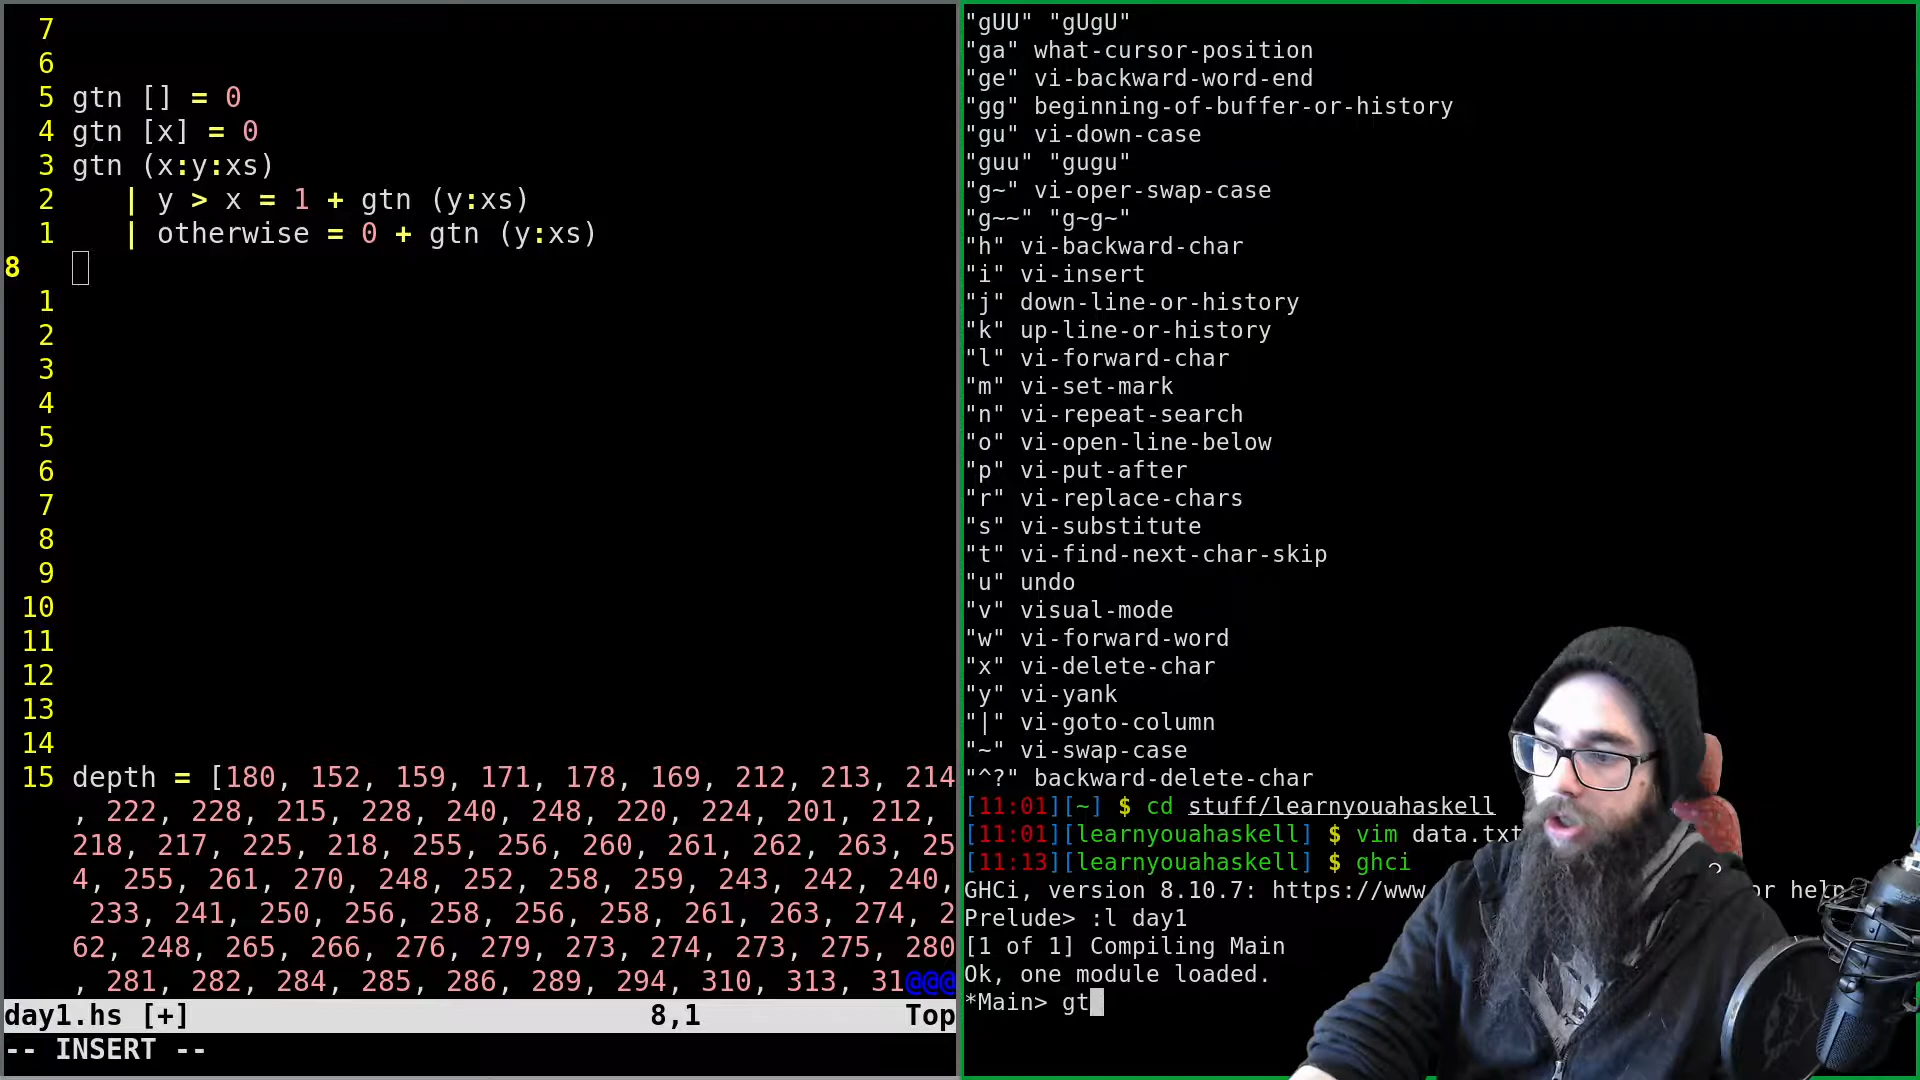 7
6
5 gtn [] = 0
4 gtn [x] = 0
3 gtn (x:y:xs)
2 | y > x = 1 + gtn (y:xs)
1 | otherwise = 0 + gtn (y:xs)
8
1
2
3
4
5
6
7
8
9
10
11
12
13
14
15 depth = [180, 152, 159, 171, 178, 169, 212, 213, 214
, 222, 228, 215, 228, 240, 248, 220, 224, 201, 212,
218, 217, 225, 218, 255, 256, 260, 261, 262, 263, 25
4, 255, 261, 270, 248, 252, 258, 259, 243, 242, 240,
233, 241, 250, 256, 258, 256, 258, 261, 263, 274, 2
62, 248, 265, 266, 276, 279, 273, 274, 273, 275, 280
, 281, 282, 284, 285, 286, 289, 294, 310, 313, 31@@@
day1.hs [+] 8,1 Top
-- INSERT --
"gUU" "gUgU"
"ga" what-cursor-position
"ge" vi-backward-word-end
"gg" beginning-of-buffer-or-history
"gu" vi-down-case
"guu" "gugu"
"g~" vi-oper-swap-case
"g~~" "g~g~"
"h" vi-backward-char
"i" vi-insert
"j" down-line-or-history
"k" up-line-or-history
"l" vi-forward-char
"m" vi-set-mark
"n" vi-repeat-search
"o" vi-open-line-below
"p" vi-put-after
"r" vi-replace-chars
"s" vi-substitute
"t" vi-find-next-char-skip
"u" undo
"v" visual-mode
"w" vi-forward-word
"x" vi-delete-char
"y" vi-yank
"|" vi-goto-column
"~" vi-swap-case
"^?" backward-delete-char
[11:01][~] $ cd stuff/learnyouahaskell
[11:01][learnyouahaskell] $ vim data.txt
[11:13][learnyouahaskell] $ ghci
GHCi, version 8.10.7: https://www. or help
Prelude> :l day1
[1 of 1] Compiling Main
Ok, one module loaded.
*Main> gt